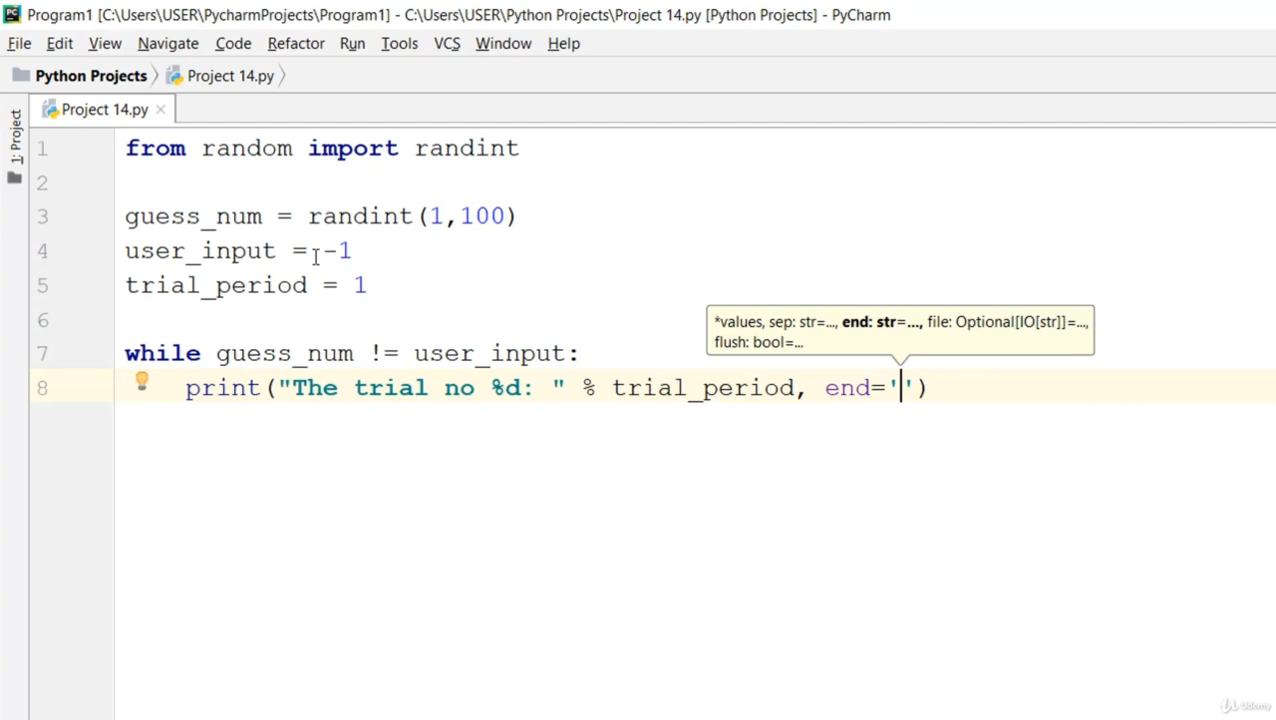 Program1 [C:\Users\USER\PycharmProjects\Program1] - C:\Users\USER\Python Projects\Project 14.py [Python Projects] - PyCharm
File Edit View Navigate Code Refactor Run Tools VCS Window Help
Python Projects Project 14.py
1: Project
Project 14.py
1 from random import randint
2
3 guess_num = randint(1,100)
4 user_input = -1
5 trial_period = 1
6
*values, sep: str=..., end: str=..., file: Optional[IO[str]]=...,
flush: bool=...
7 while guess_num != user_input:
8 print("The trial no %d: " % trial_period, end='')
Udemy